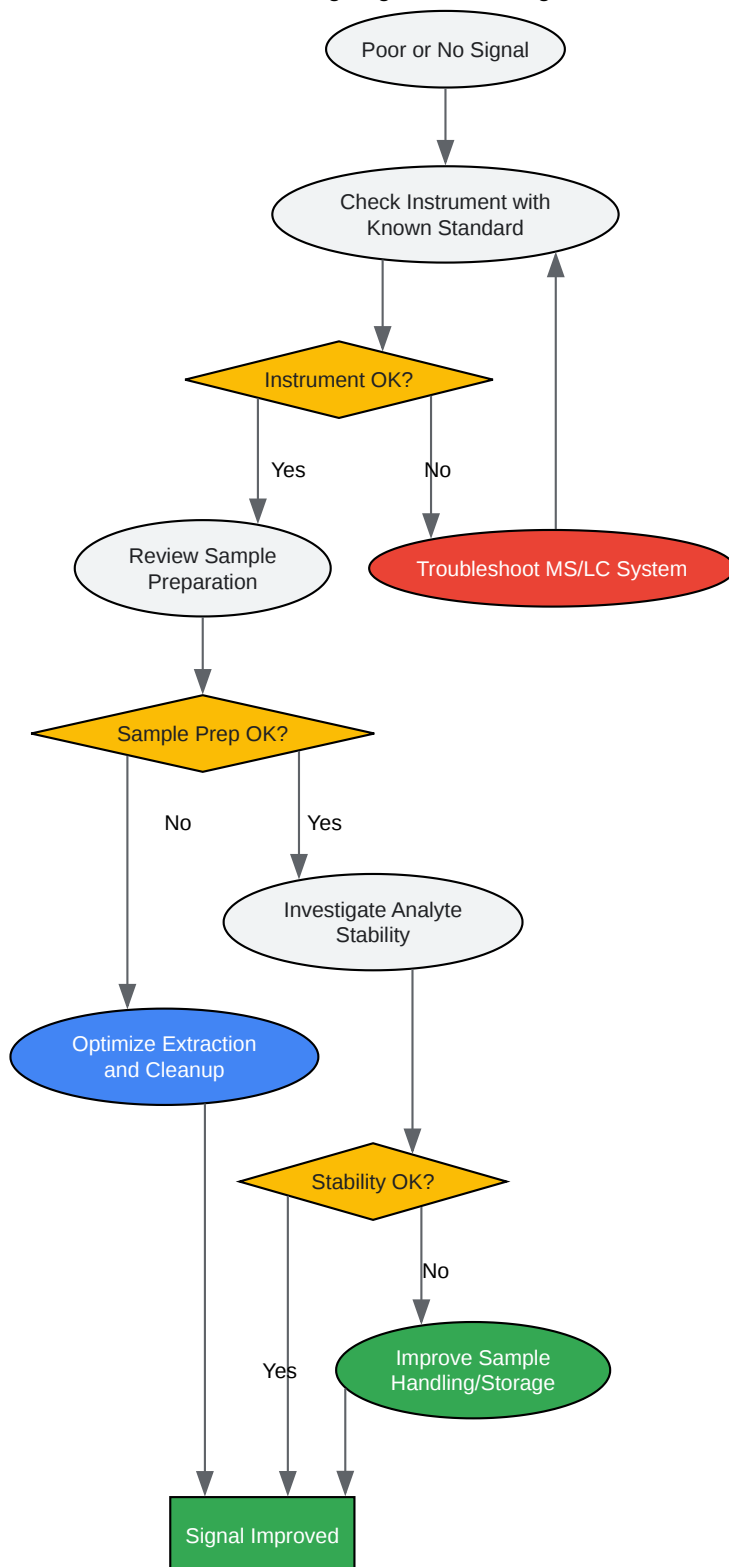 Poor or No Signal
Check Instrument with
Known Standard
Instrument OK?
Yes
No
Review Sample
Preparation
Troubleshoot MS/LC System
Sample Prep OK?
No
Yes
Investigate Analyte
Stability
Optimize Extraction
and Cleanup
Stability OK?
No
Yes
Improve Sample
Handling/Storage
Signal Improved